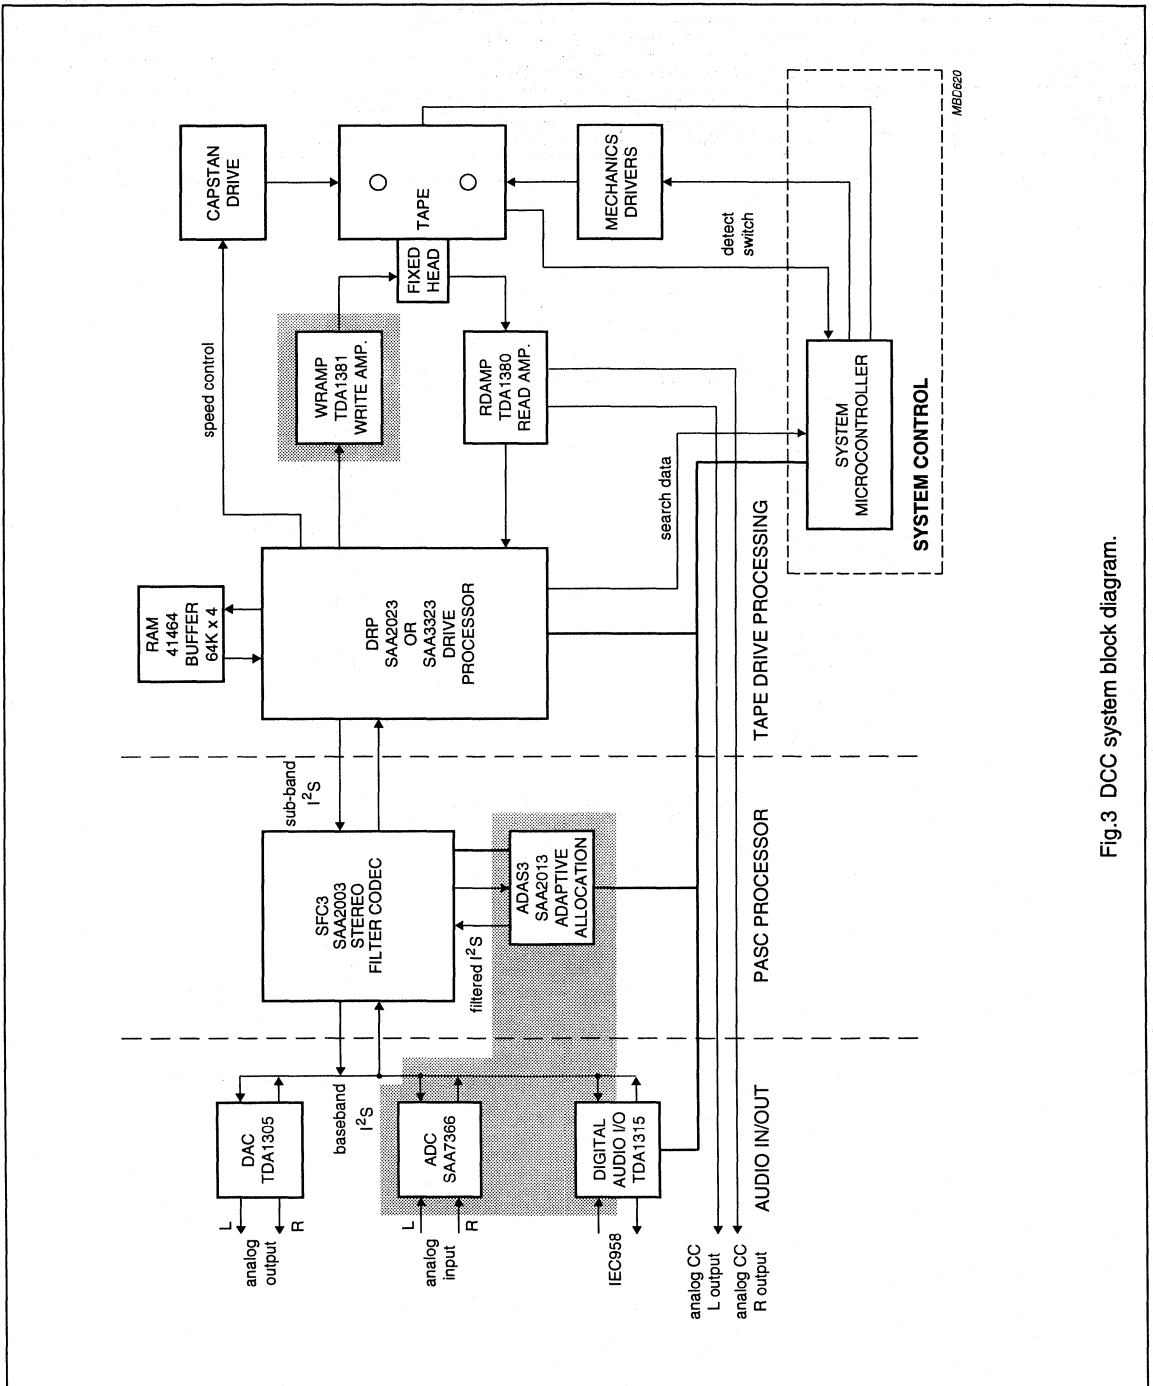 L
analog
output
R
DAC
TDA1305
baseband
I²S
L
analog
input
R
ADC
SAA7366
IEC958
DIGITAL
AUDIO I/O
TDA1315
analog CC
L output
analog CC
R output
AUDIO IN/OUT
SFC3
SAA2003
STEREO
FILTER CODEC
sub-band
I²S
filtered I²S
ADAS3
SAA2013
ADAPTIVE
ALLOCATION
PASC PROCESSOR
RAM
41464
BUFFER
64K x 4
DRP
SAA2023
OR
SAA3323
DRIVE
PROCESSOR
speed control
WRAMP
TDA1381
WRITE AMP.
RDAMP
TDA1380
READ AMP.
search data
TAPE DRIVE PROCESSING
CAPSTAN
DRIVE
FIXED
HEAD
TAPE
MECHANICS
DRIVERS
detect
switch
SYSTEM
MICROCONTROLLER
SYSTEM CONTROL
MBD620
Fig.3 DCC system block diagram.